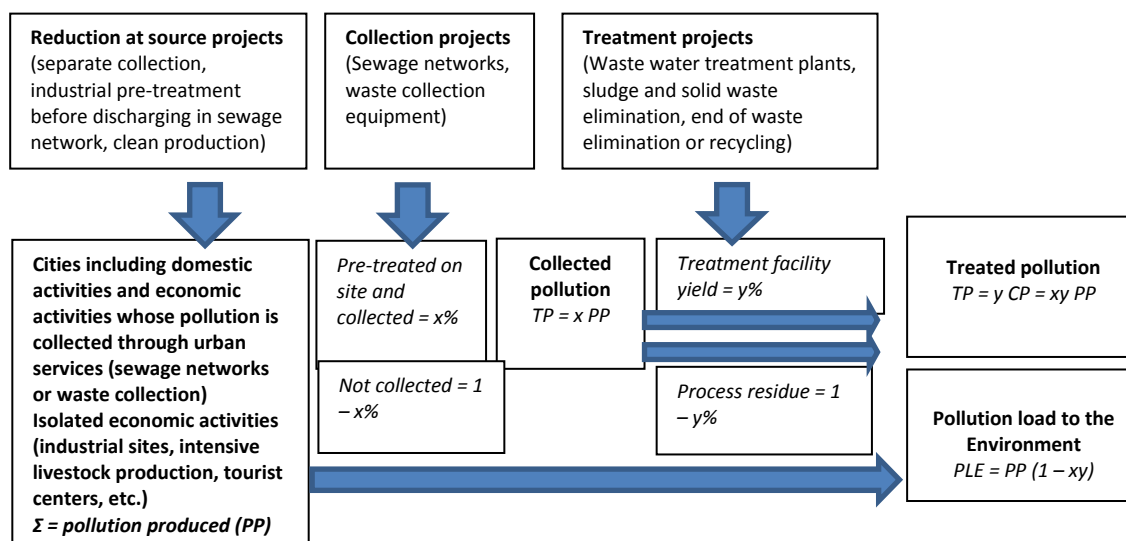 Reduction at source projects
(separate collection,
industrial pre-treatment
before discharging in sewage
network, clean production)
Collection projects
(Sewage networks,
waste collection
equipment)
Treatment projects
(Waste water treatment plants,
sludge and solid waste
elimination, end of waste
elimination or recycling)
Cities including domestic
activities and economic
activities whose pollution is
collected through urban
services (sewage networks
or waste collection)
Isolated economic activities
(industrial sites, intensive
livestock production, tourist
centers, etc.)
Σ = pollution produced (PP)
Pre-treated on
site and
collected = x%
Not collected = 1
– x%
Collected
pollution
TP = x PP
Treatment facility
yield = y%
Process residue = 1
– y%
Treated pollution
TP = y CP = xy PP
Pollution load to the
Environment
PLE = PP (1 – xy)